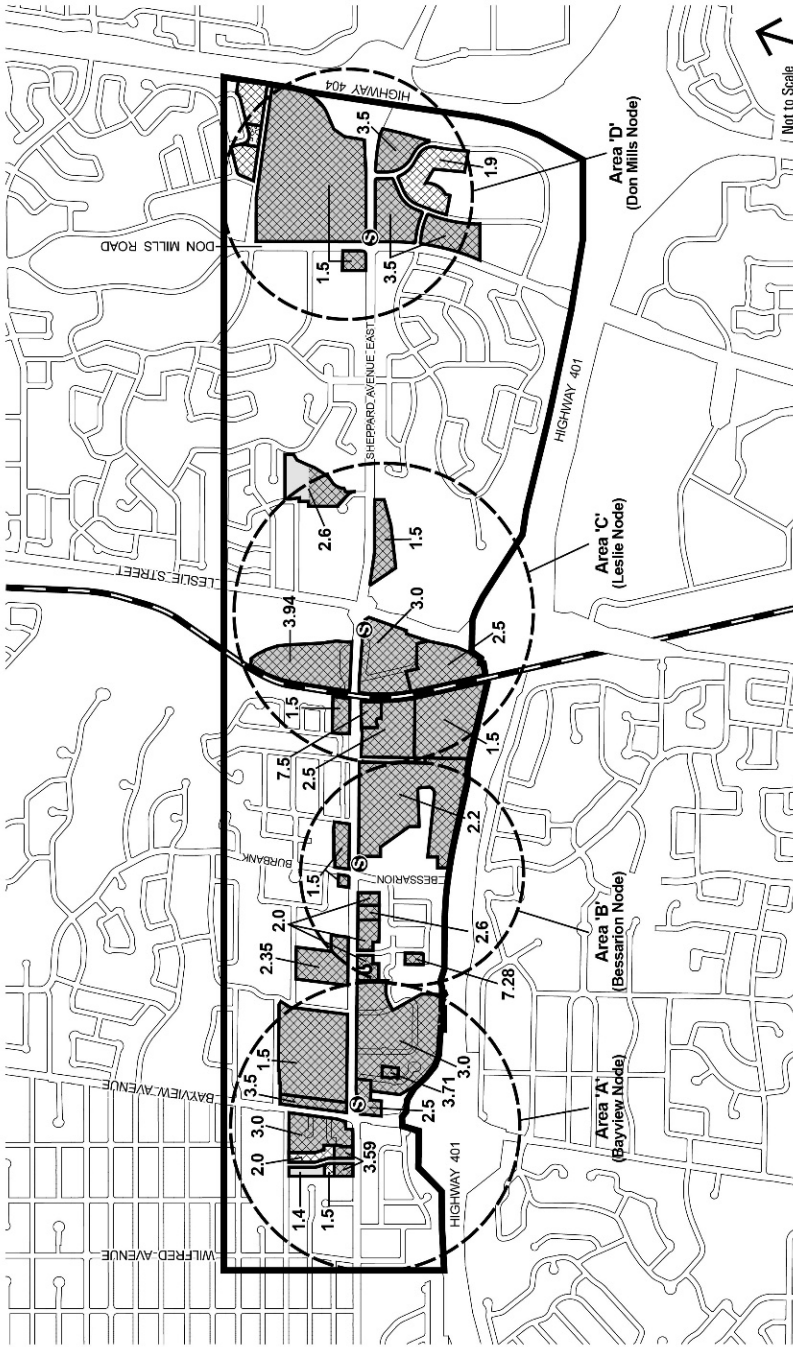 WILFRED AVENUE
BAYVIEW AVENUE
BURBANK
BESSARION
LESLIE STREET
SHEPPARD AVENUE EAST
DON MILLS ROAD
HIGHWAY 404
HIGHWAY 401
HIGHWAY 401
1.4
2.0
3.0
3.5
1.5
2.35
2.0
1.5
1.5
3.94
2.6
1.5
1.5
3.59
2.5
3.71
3.0
7.28
2.6
2.2
7.5
2.5
1.5
2.5
3.0
1.5
3.5
3.5
1.9
S
S
S
S
Area 'A'
(Bayview Node)
Area 'B'
(Bessarion Node)
Area 'C'
(Leslie Node)
Area 'D'
(Don Mills Node)
Not to Scale